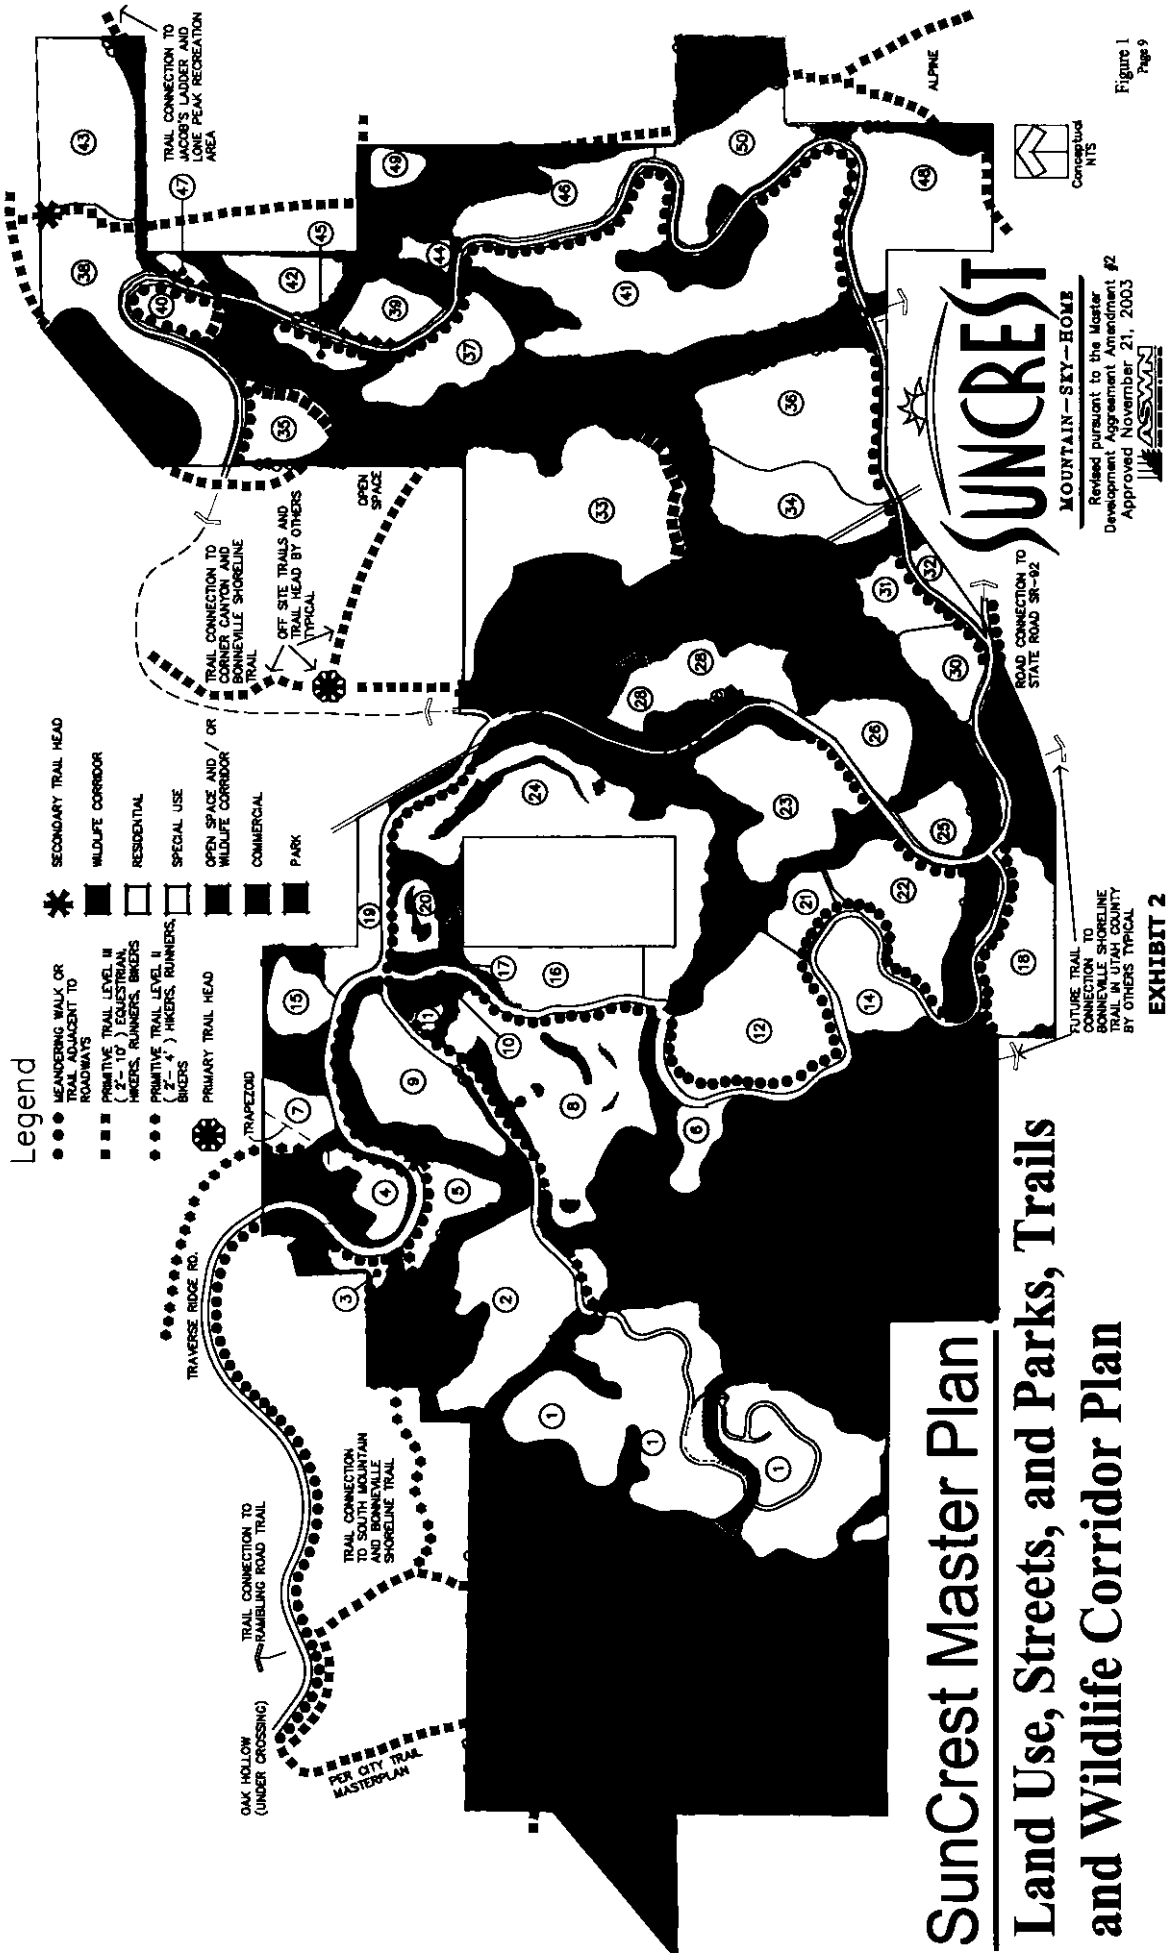 SunCrest Master Plan
Land Use, Streets, and Parks, Trails
and Wildlife Corridor Plan
EXHIBIT 2
Legend
MEANDERING WALK OR
TRAIL ADJACENT TO
ROADWAYS
PRIMITIVE TRAIL LEVEL III
( 2'- 10' ) EQUESTRIAN,
HIKERS, RUNNERS, BIKERS
PRIMITIVE TRAIL LEVEL II
( 2'- 4' ) HIKERS, RUNNERS,
BIKERS
PRIMARY TRAIL HEAD
SECONDARY TRAIL HEAD
WILDLIFE CORRIDOR
RESIDENTIAL
SPECIAL USE
OPEN SPACE AND / OR
WILDLIFE CORRIDOR
COMMERCIAL
PARK
OAK HOLLOW
(UNDER CROSSING)
TRAIL CONNECTION TO
RAMBLING ROAD TRAIL
PER CITY TRAIL
MASTERPLAN
TRAIL CONNECTION
TO SOUTH MOUNTAIN
AND BONNEVILLE
SHORELINE TRAIL
TRAVERSE RIDGE RD.
TRAPEZOID
TRAIL CONNECTION TO
CORNER CANYON AND
BONNEVILLE SHORELINE
TRAIL
OFF SITE TRAILS AND
TRAIL HEAD BY OTHERS
TYPICAL
OPEN
SPACE
TRAIL CONNECTION TO
JACOB'S LADDER AND
LONE PEAK RECREATION
AREA
ALPINE
FUTURE TRAIL
CONNECTION TO
BONNEVILLE SHORELINE
TRAIL IN UTAH COUNTY
BY OTHERS TYPICAL
ROAD CONNECTION TO
STATE ROAD SR-92
1
1
1
2
3
4
5
6
7
8
9
10
11
12
14
15
16
17
18
19
20
21
22
23
24
25
26
28
28
30
31
32
33
34
35
36
37
38
39
40
41
42
43
44
45
46
47
48
49
50
SUNCREST
MOUNTAIN-SKY-HOME
Revised pursuant to the Master
Development Aggreement Amendment #2
Approved November 21, 2003
ASWN
Conceptual
NTS
Figure 1
Page 9